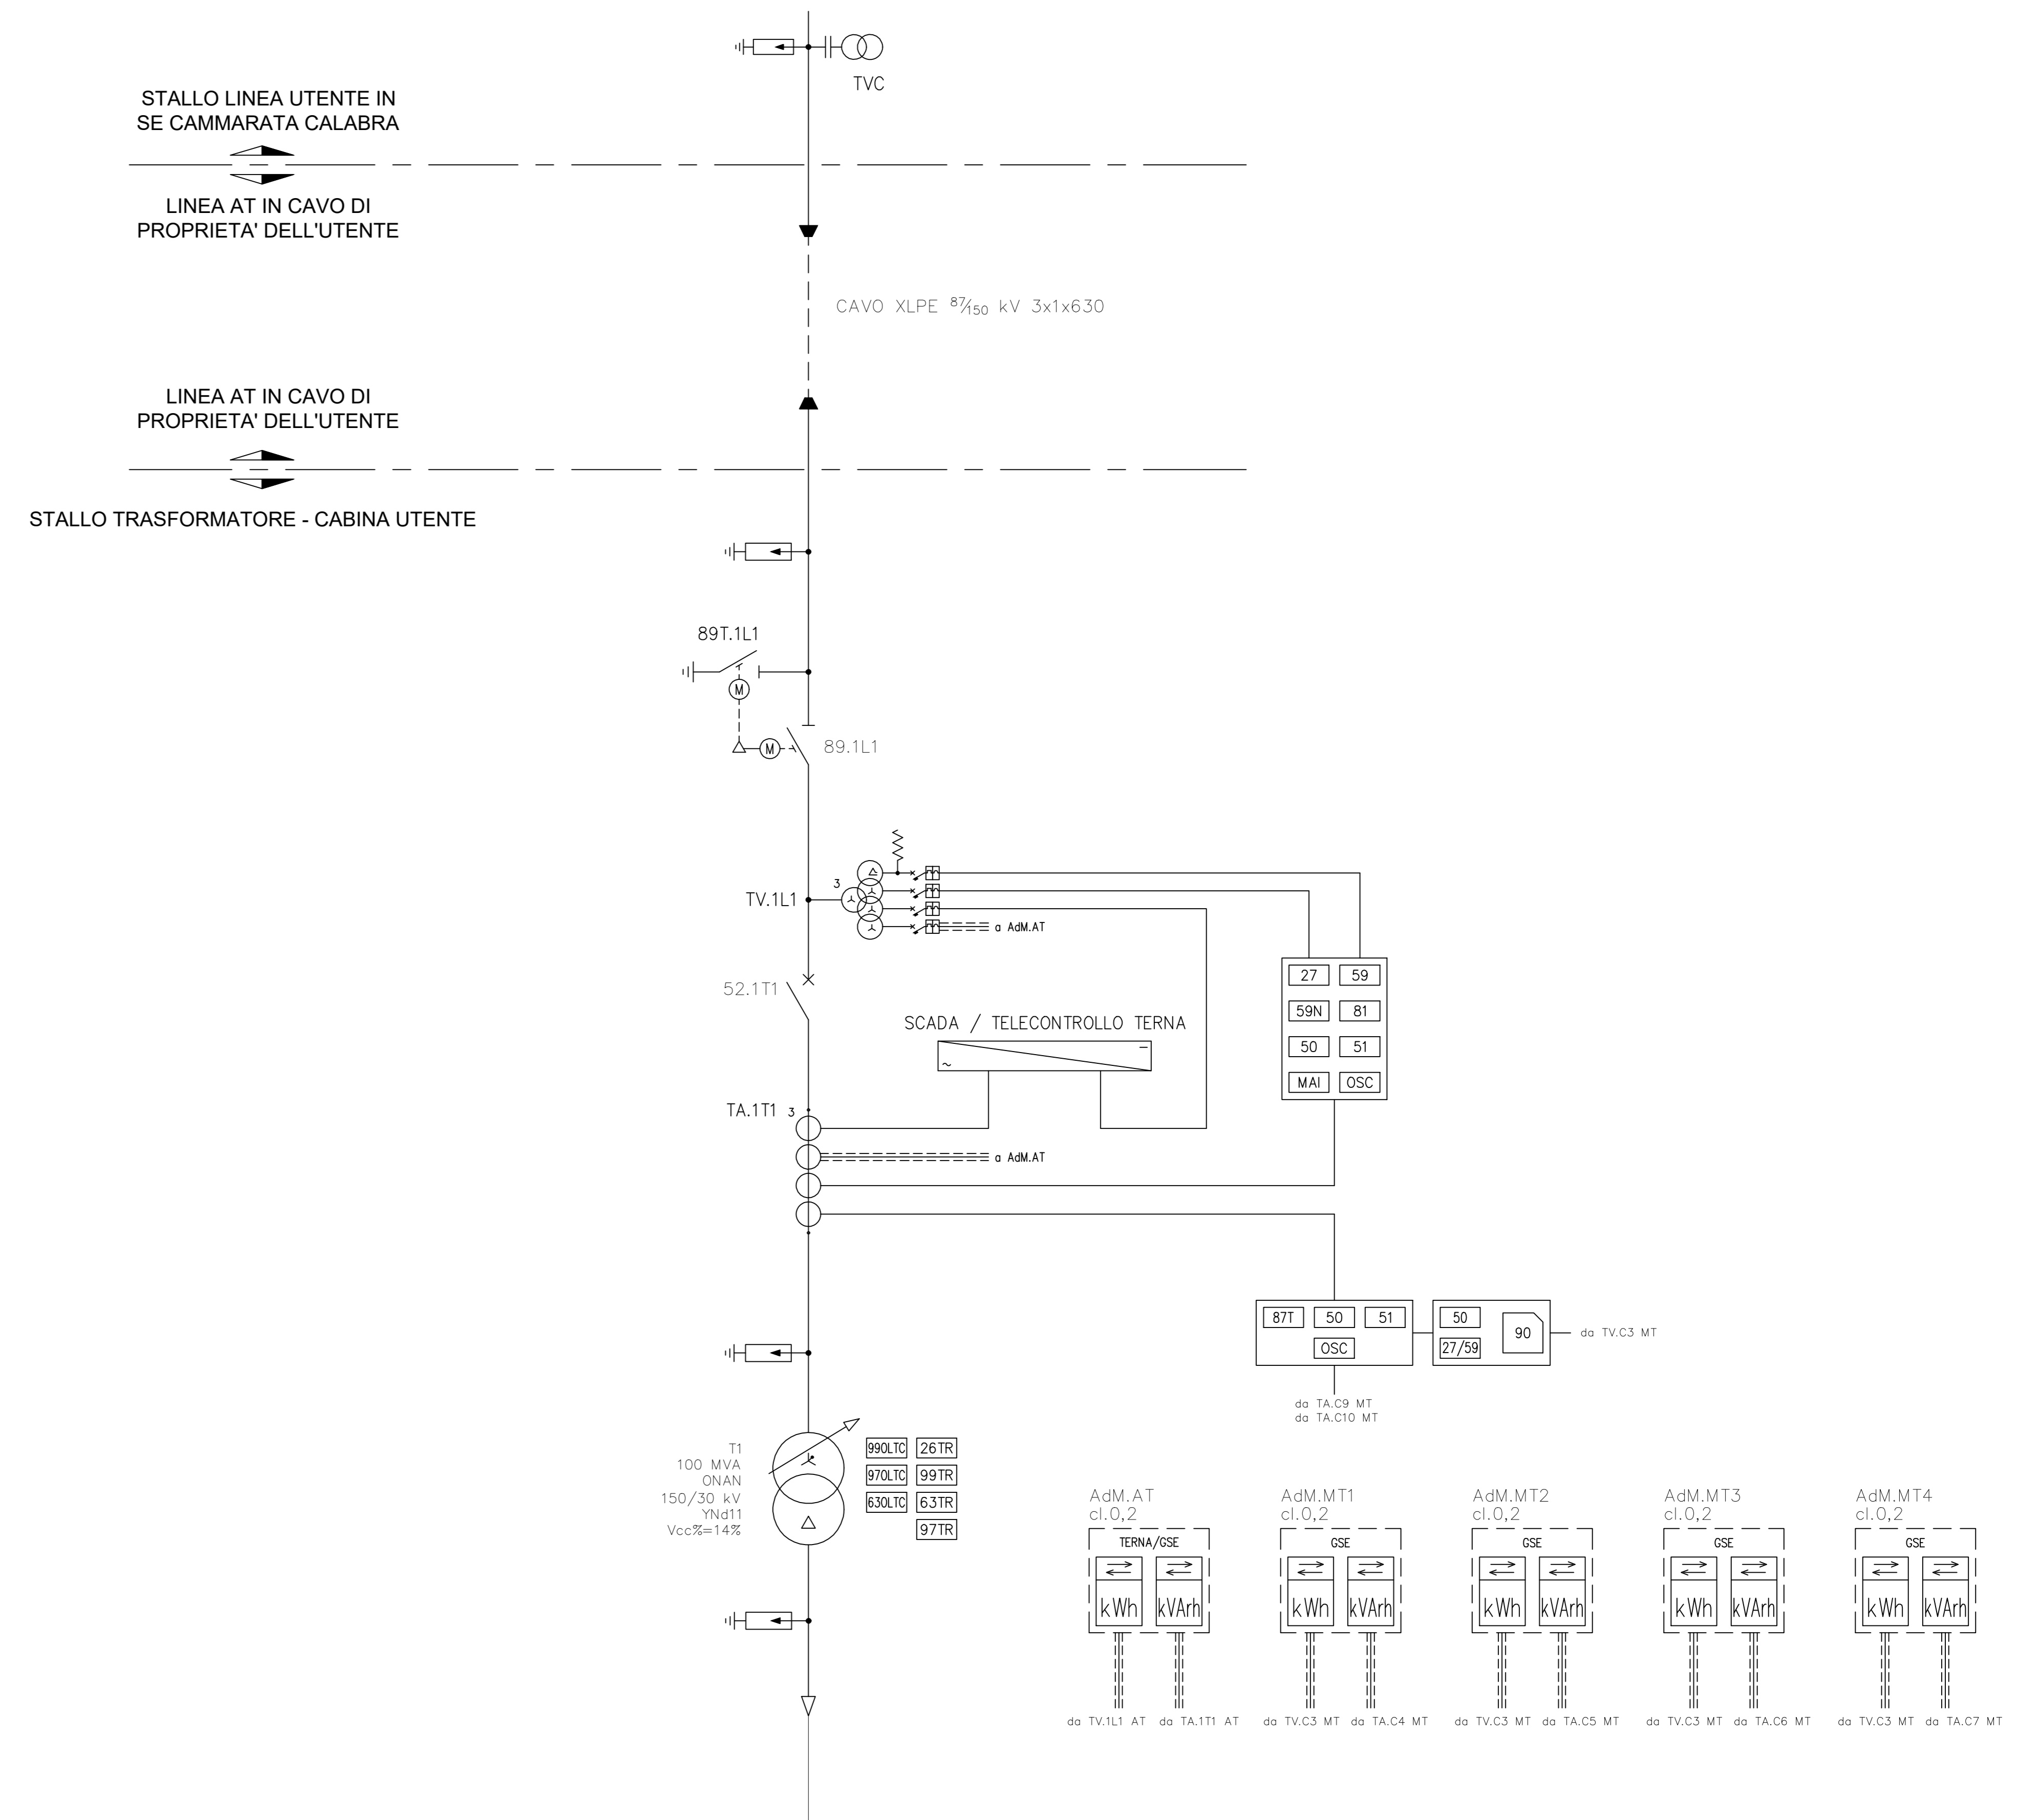 TVC
STALLO LINEA UTENTE IN
SE CAMMARATA CALABRA
LINEA AT IN CAVO DI
PROPRIETA' DELL'UTENTE
CAVO XLPE 87/150 kV 3x1x630
LINEA AT IN CAVO DI
PROPRIETA' DELL'UTENTE
STALLO TRASFORMATORE - CABINA UTENTE
89T.1L1
M
M
89.1L1
3
TV.1L1
a AdM.AT
27 59
59N 81
50 51
MAI OSC
52.1T1
SCADA / TELECONTROLLO TERNA
~ –
TA.1T1 3
a AdM.AT
87T 50 51
OSC
50
27/59
90
da TV.C3 MT
da TA.C9 MT
da TA.C10 MT
T1
100 MVA
ONAN
150/30 kV
YNd11
Vcc%=14%
99OLTC 26TR
97OLTC 99TR
63OLTC 63TR
97TR
AdM.AT
cl.0,2
TERNA/GSE
kWh kVArh
da TV.1L1 AT da TA.1T1 AT
AdM.MT1
cl.0,2
GSE
kWh kVArh
da TV.C3 MT da TA.C4 MT
AdM.MT2
cl.0,2
GSE
kWh kVArh
da TV.C3 MT da TA.C5 MT
AdM.MT3
cl.0,2
GSE
kWh kVArh
da TV.C3 MT da TA.C6 MT
AdM.MT4
cl.0,2
GSE
kWh kVArh
da TV.C3 MT da TA.C7 MT